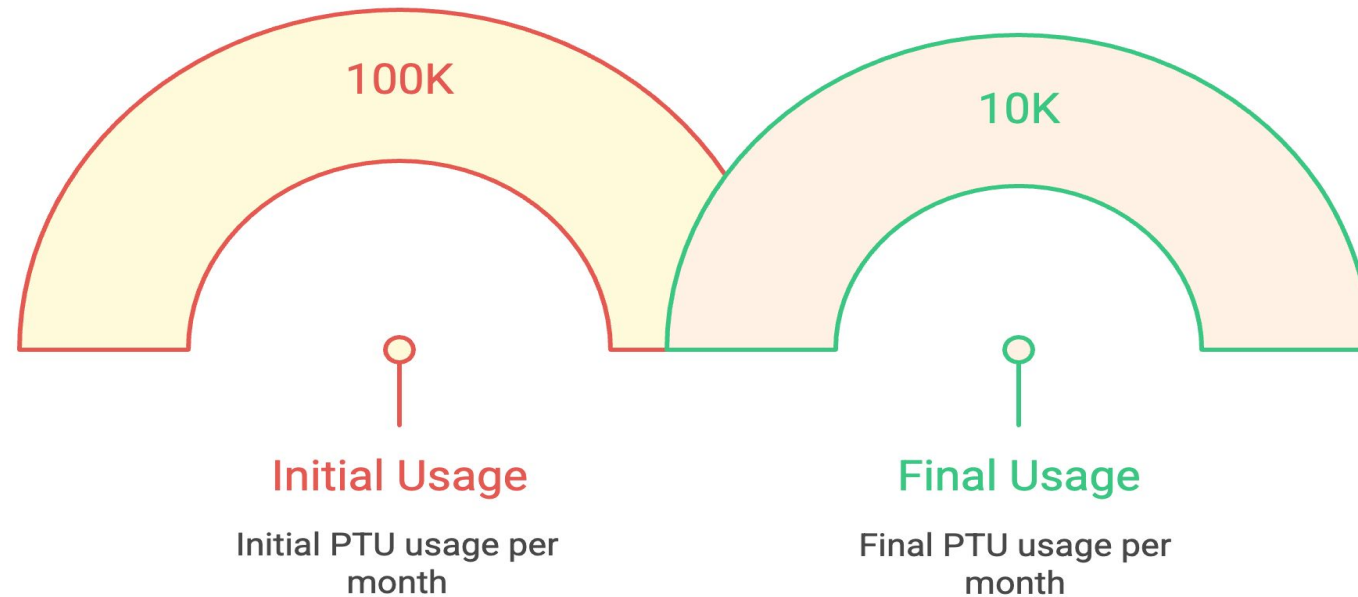 100K
10K
Initial Usage
Initial PTU usage per
month
Final Usage
Final PTU usage per
month